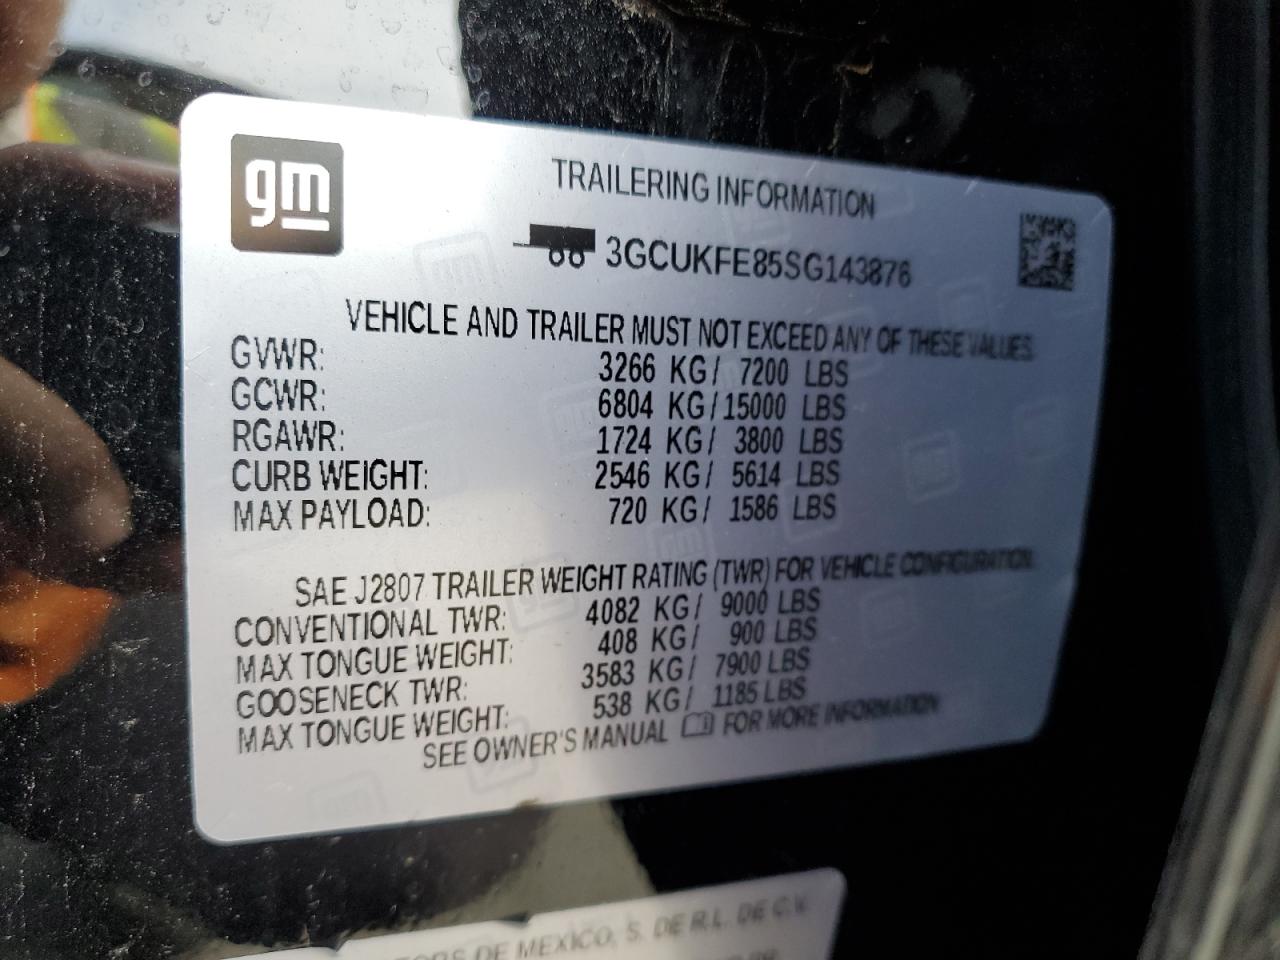 gm
TRAILERING INFORMATION
3GCUKFE85SG143876
VEHICLE AND TRAILER MUST NOT EXCEED ANY OF THESE VALUES
GVWR: 3266 KG/ 7200 LBS
GCWR: 6804 KG/15000 LBS
RGAWR: 1724 KG/ 3800 LBS
CURB WEIGHT: 2546 KG/ 5614 LBS
MAX PAYLOAD: 720 KG/ 1586 LBS
SAE J2807 TRAILER WEIGHT RATING (TWR) FOR VEHICLE CONFIGURATION
CONVENTIONAL TWR: 4082 KG/ 9000 LBS
MAX TONGUE WEIGHT: 408 KG/ 900 LBS
GOOSENECK TWR: 3583 KG/ 7900 LBS
MAX TONGUE WEIGHT: 538 KG/ 1185 LBS
SEE OWNER'S MANUAL FOR MORE INFORMATION
DE MEXICO, S. DE R.L. DE C.V.